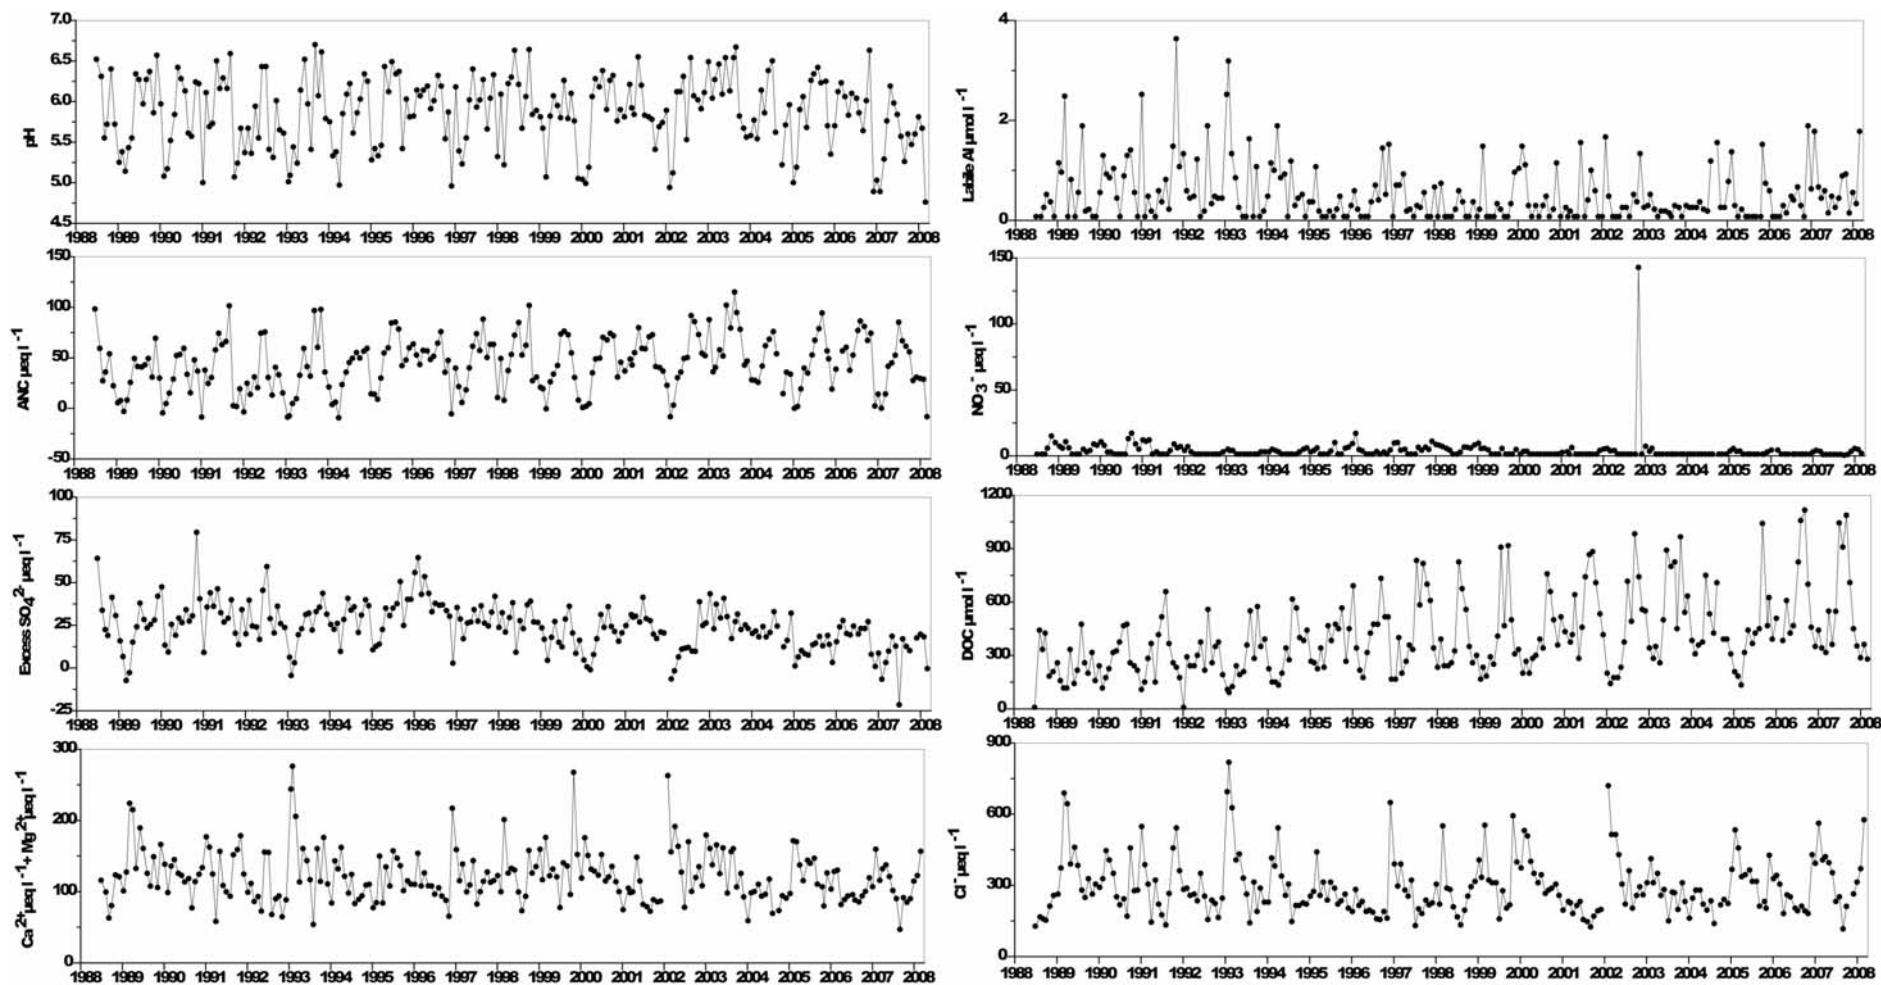 7.0
6.5
6.0
5.5
5.0
4.5
pH
1988 1989 1990 1991 1992 1993 1994 1995 1996 1997 1998 1999 2000 2001 2002 2003 2004 2005 2006 2007 2008
4
2
0
Labile Al µmol l -1
1988 1989 1990 1991 1992 1993 1994 1995 1996 1997 1998 1999 2000 2001 2002 2003 2004 2005 2006 2007 2008
150
100
50
0
-50
ANC µeq l -1
1988 1989 1990 1991 1992 1993 1994 1995 1996 1997 1998 1999 2000 2001 2002 2003 2004 2005 2006 2007 2008
150
100
50
0
NO3- µeq l -1
1988 1989 1990 1991 1992 1993 1994 1995 1996 1997 1998 1999 2000 2001 2002 2003 2004 2005 2006 2007 2008
100
75
50
25
0
-25
Excess SO4 2- µeq l -1
1988 1989 1990 1991 1992 1993 1994 1995 1996 1997 1998 1999 2000 2001 2002 2003 2004 2005 2006 2007 2008
1200
900
600
300
0
DOC µmol l -1
1988 1989 1990 1991 1992 1993 1994 1995 1996 1997 1998 1999 2000 2001 2002 2003 2004 2005 2006 2007 2008
300
200
100
0
Ca2+µeq l -1+ Mg2+µeq l -1
1988 1989 1990 1991 1992 1993 1994 1995 1996 1997 1998 1999 2000 2001 2002 2003 2004 2005 2006 2007 2008
900
600
300
0
Cl- µeq l -1
1988 1989 1990 1991 1992 1993 1994 1995 1996 1997 1998 1999 2000 2001 2002 2003 2004 2005 2006 2007 2008